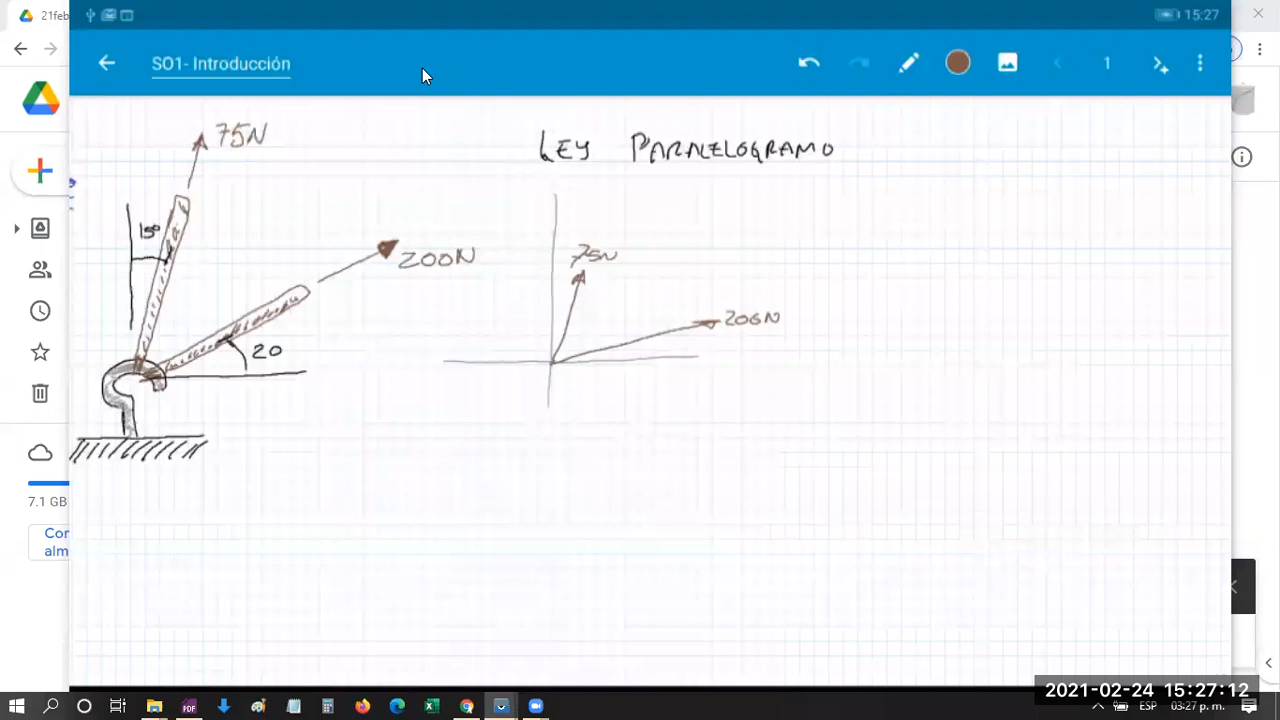 21feb
15:27
SO1- Introducción
1
75N
LEY PARALELOGRAMO
15°
200N
75N
20
200N
7.1 GB
Con
alm
2021-02-24 15:27:12
ESP
03:27 p. m.